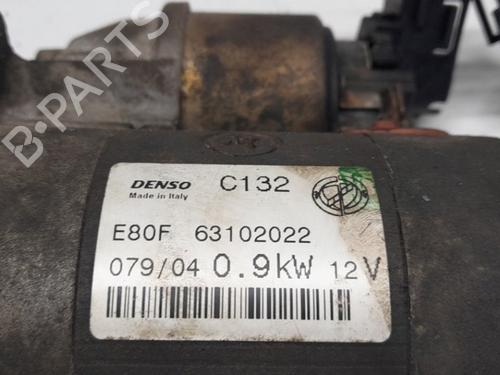 B-PARTS
DENSO C132
Made in Italy
E80F 63102022
079/04 0.9kW 12V